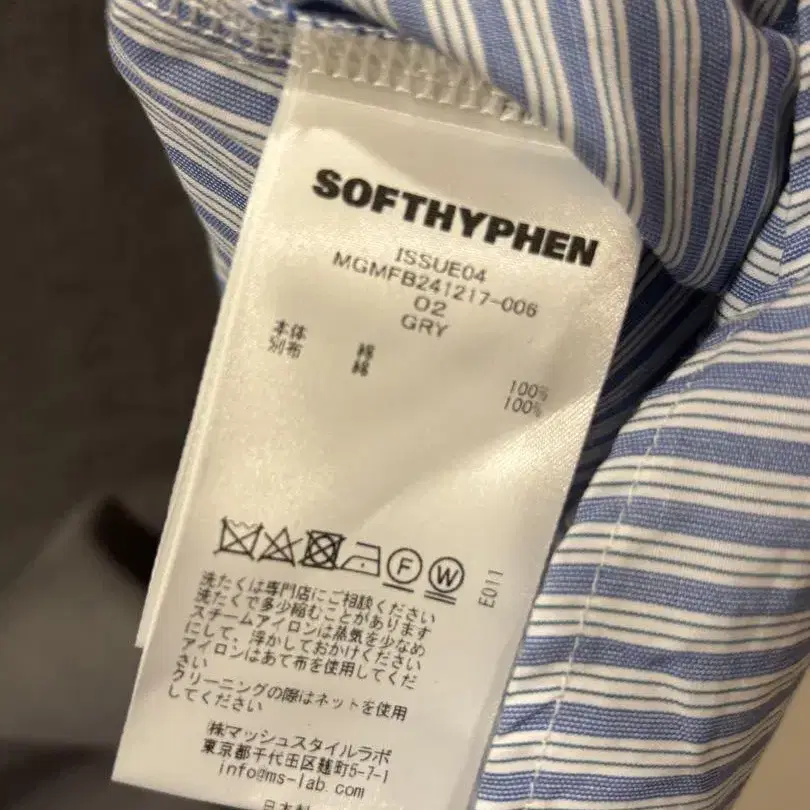 SOFTHYPHEN
ISSUE04
MGMFB241217-006
02
GRY
本体 綿 100%
別布 綿 100%
F W
E011
洗たくは専門店にご相談ください
洗たくで多少縮むことがあります
スチームアイロンは蒸気を少なめ
にして、浮かしておかけください
アイロンはあて布を使用してくだ
さい
クリーニングの際はネットを使用
してください
㈱マッシュスタイルラボ
東京都千代田区麹町5-7-1
info@ms-lab.com
日本製